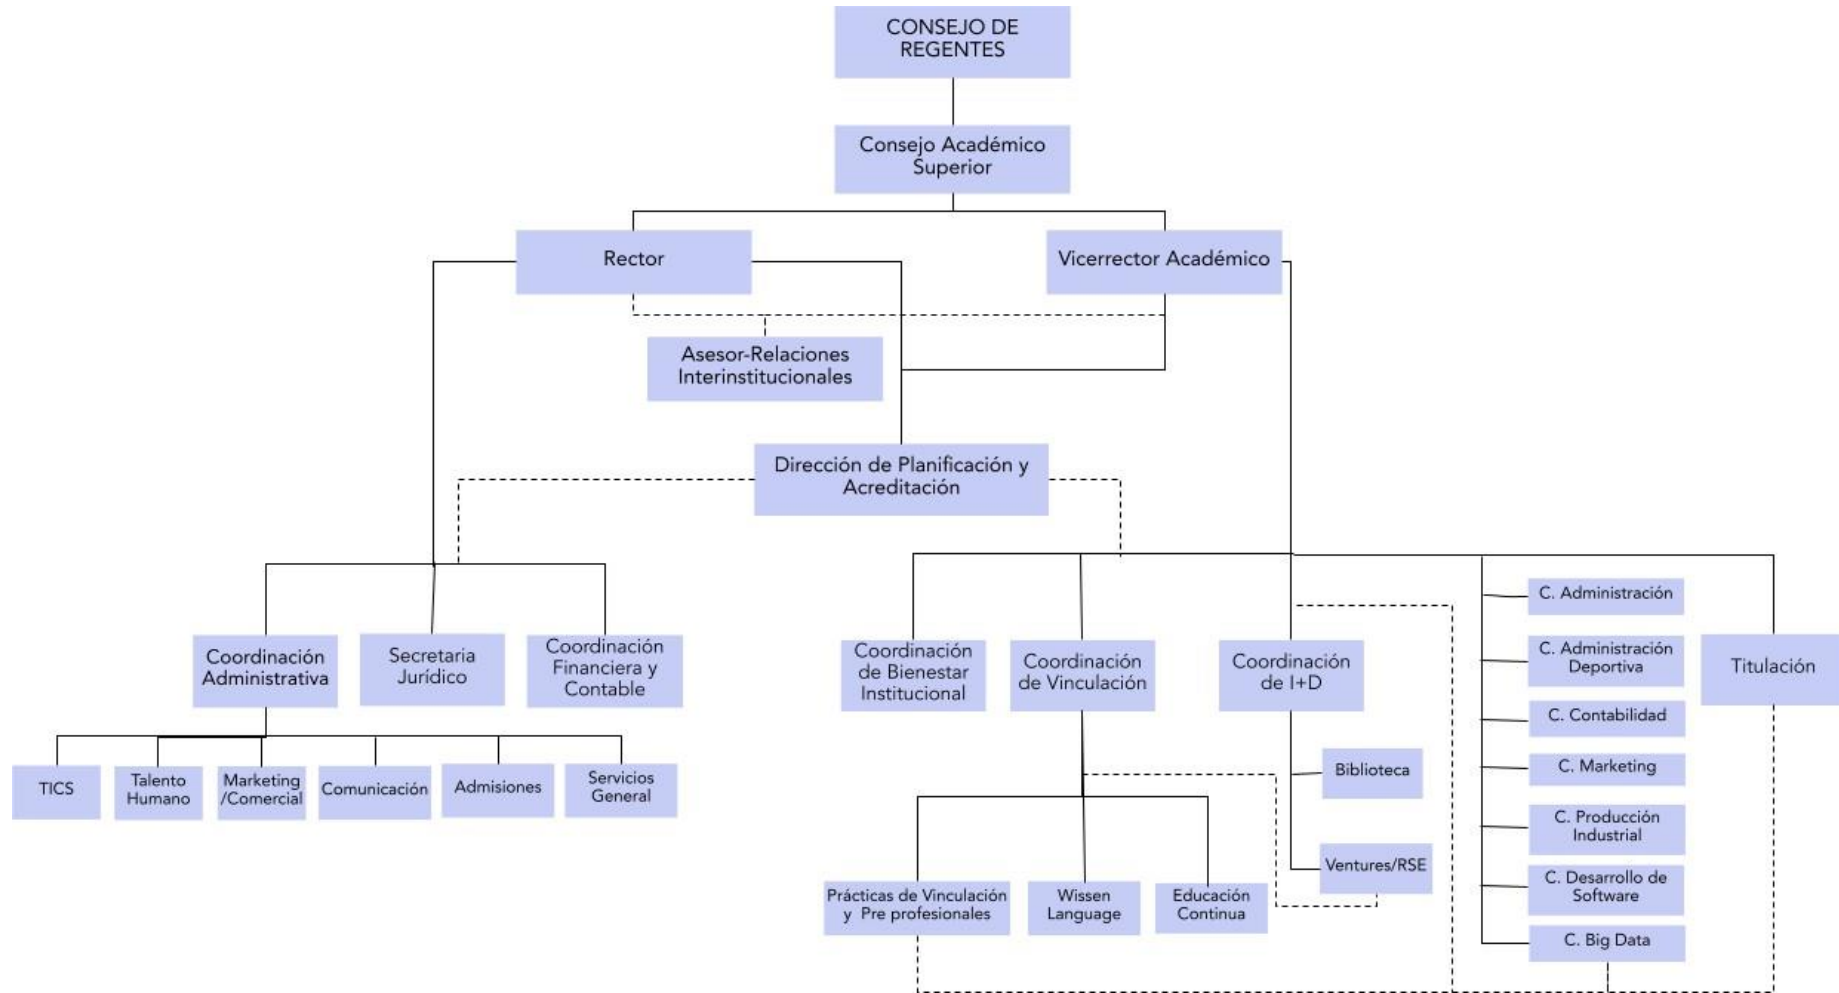 CONSEJO DE
REGENTES
Consejo Académico
Superior
Rector
Vicerrector Académico
Asesor-Relaciones
Interinstitucionales
Dirección de Planificación y
Acreditación
Coordinación
Administrativa
Secretaria
Jurídico
Coordinación
Financiera y
Contable
TICS
Talento
Humano
Marketing
/Comercial
Comunicación
Admisiones
Servicios
General
Coordinación
de Bienestar
Institucional
Coordinación
de Vinculación
Coordinación
de I+D
Prácticas de Vinculación
y Pre profesionales
Wissen
Language
Educación
Continua
Biblioteca
Ventures/RSE
C. Administración
C. Administración
Deportiva
C. Contabilidad
C. Marketing
C. Producción
Industrial
C. Desarrollo de
Software
C. Big Data
Titulación